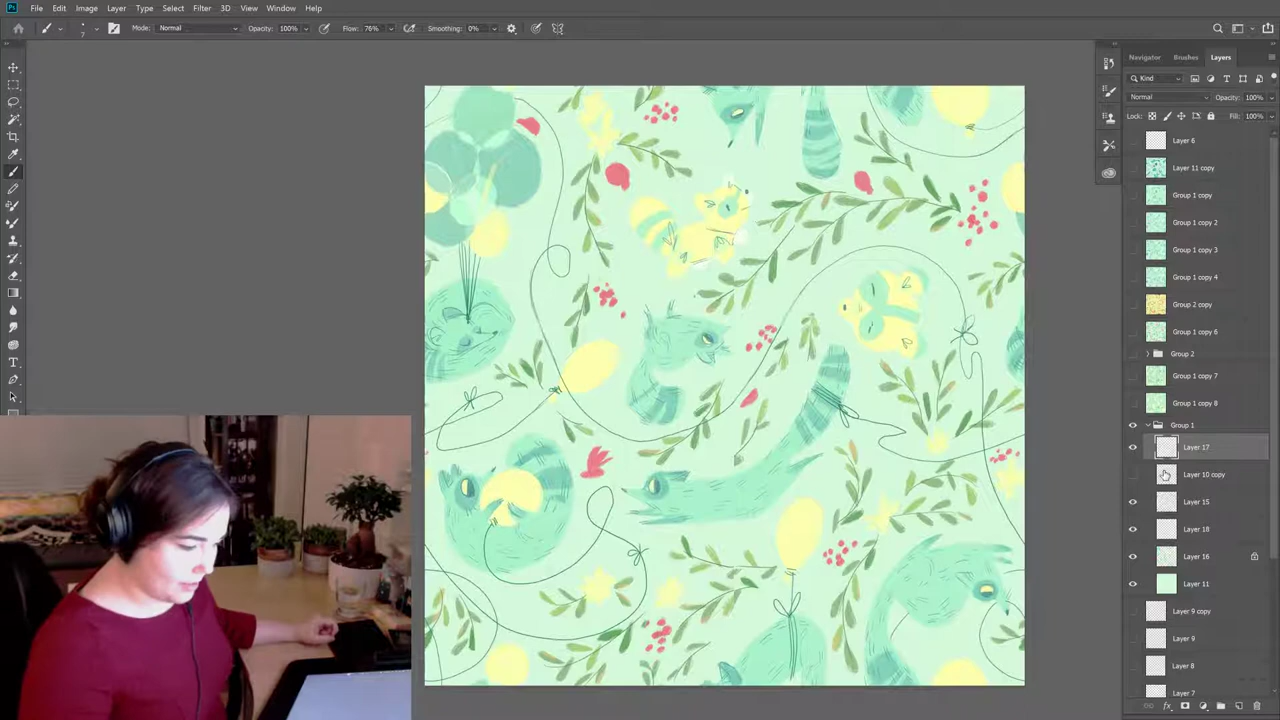 Ps File Edit Image Layer Type Select Filter 3D View Window Help
7 Mode: Normal Opacity: 100% Flow: 76% Smoothing: 0%
Navigator Brushes Layers
Kind
Normal Opacity: 100%
Lock: Fill: 100%
Layer 6
Layer 11 copy
Group 1 copy
Group 1 copy 2
Group 1 copy 3
Group 1 copy 4
Group 2 copy
Group 1 copy 6
Group 2
Group 1 copy 7
Group 1 copy 8
Group 1
Layer 17
Layer 10 copy
Layer 15
Layer 18
Layer 16
Layer 11
Layer 9 copy
Layer 9
Layer 8
Layer 7
fx